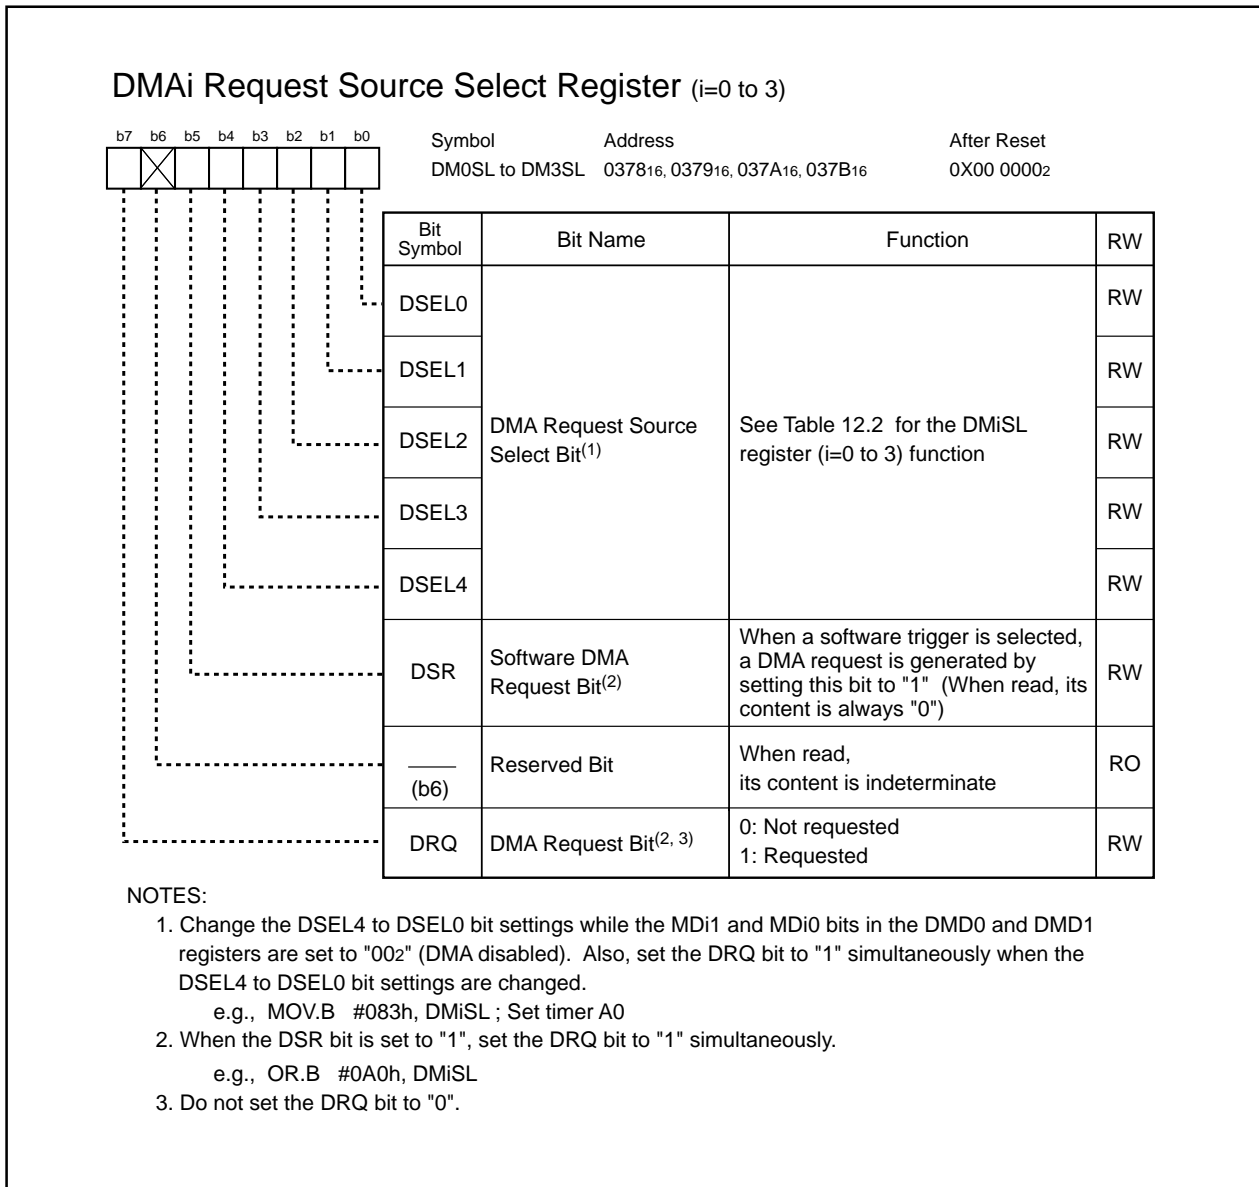 DMAi Request Source Select Register (i=0 to 3)
b7 b6 b5 b4 b3 b2 b1 b0
Symbol Address After Reset
DM0SL to DM3SL 037816, 037916, 037A16, 037B16 0X00 00002
Bit Symbol Bit Name Function RW
DSEL0 RW
DSEL1 RW
DSEL2 RW
DMA Request Source
Select Bit(1)
See Table 12.2 for the DMiSL
register (i=0 to 3) function
DSEL3 RW
DSEL4 RW
DSR
Software DMA
Request Bit(2)
When a software trigger is selected,
a DMA request is generated by
setting this bit to "1" (When read, its
content is always "0")
RW
(b6)
Reserved Bit
When read,
its content is indeterminate
RO
DRQ
DMA Request Bit(2, 3)
0: Not requested
1: Requested
RW
NOTES:
1. Change the DSEL4 to DSEL0 bit settings while the MDi1 and MDi0 bits in the DMD0 and DMD1
registers are set to "002" (DMA disabled). Also, set the DRQ bit to "1" simultaneously when the
DSEL4 to DSEL0 bit settings are changed.
e.g., MOV.B #083h, DMiSL ; Set timer A0
2. When the DSR bit is set to "1", set the DRQ bit to "1" simultaneously.
e.g., OR.B #0A0h, DMiSL
3. Do not set the DRQ bit to "0".